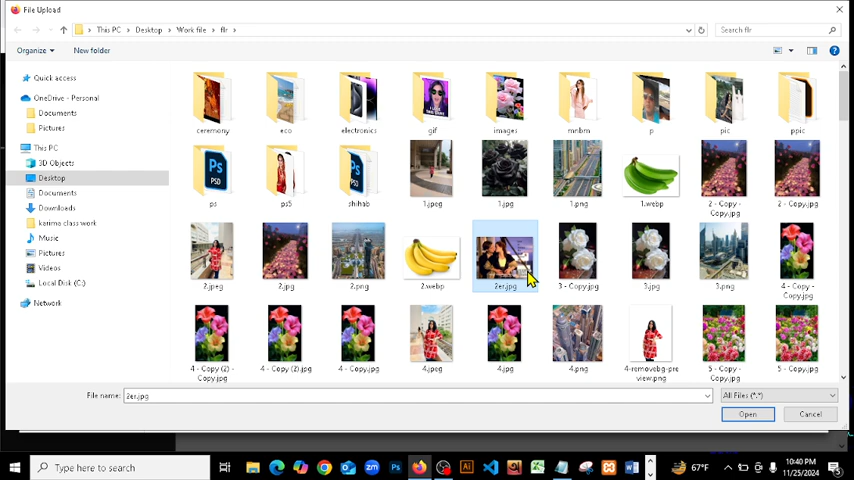 File Upload
This PC
Desktop
Work file
flr
Search flr
Organize
New folder
Quick access
OneDrive - Personal
Documents
Pictures
This PC
3D Objects
Desktop
Documents
Downloads
karima class work
Music
Pictures
Videos
Local Disk (C:)
Network
ceremony
eco
electronics
gif
images
mnbm
p
pic
ppic
ps
ps5
shihab
1.jpeg
1.jpg
1.png
1.webp
2 - Copy - Copy.jpg
2 - Copy.jpg
2.jpeg
2.jpg
2.png
2.webp
2er.jpg
3 - Copy.jpg
3.jpg
3.png
4 - Copy - Copy.jpg
4 - Copy (2) - Copy.jpg
4 - Copy (2).jpg
4 - Copy.jpg
4.jpeg
4.jpg
4.png
4-removebg-preview.png
5 - Copy - Copy.jpg
5 - Copy.jpg
File name:
2er.jpg
All Files (*.*)
Open
Cancel
Type here to search
67°F
10:40 PM
11/25/2024